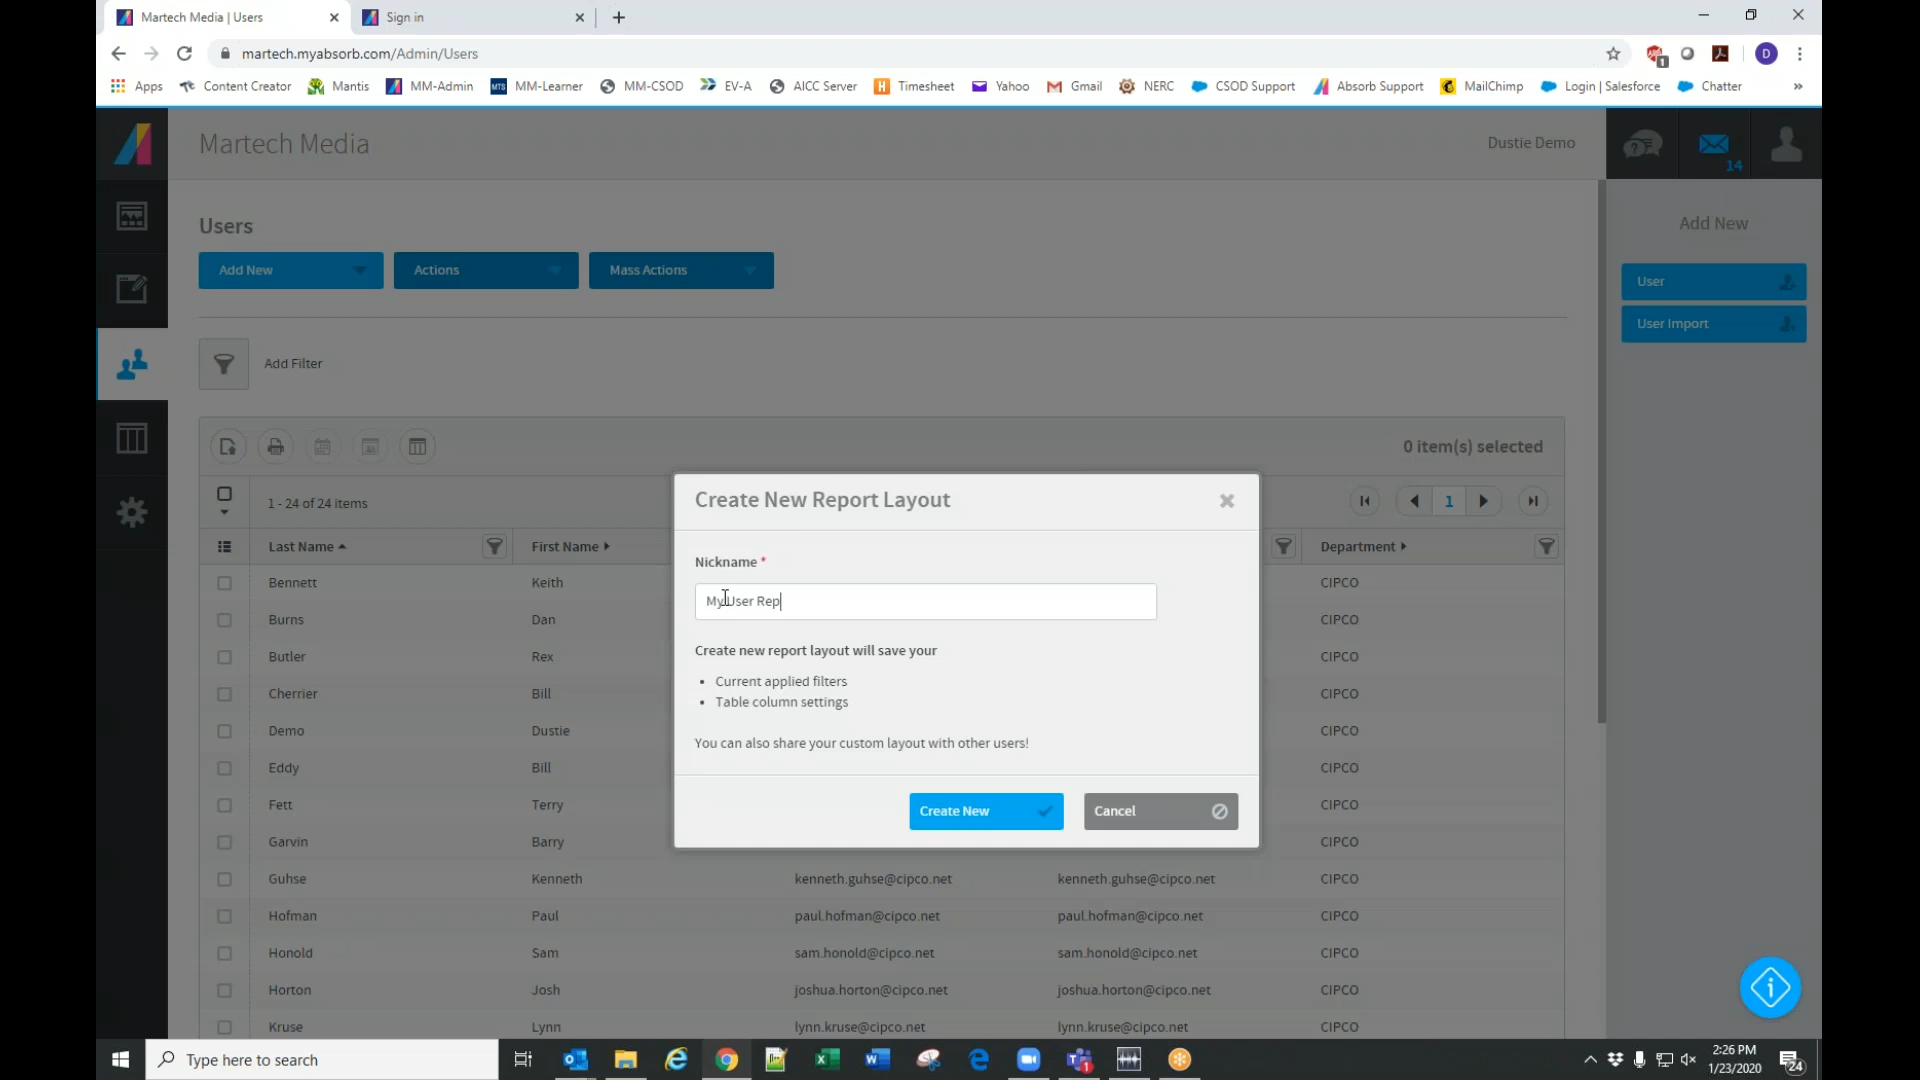 Martech Media | Users
Sign in
martech.myabsorb.com/Admin/Users
1
D
Apps
Content Creator
Mantis
MM-Admin
MTS
MM-Learner
MM-CSOD
EV-A
AICC Server
H
Timesheet
Yahoo
Gmail
NERC
CSOD Support
Absorb Support
MailChimp
Login | Salesforce
Chatter
»
Martech Media
Dustie Demo
14
Users
Add New
Add New
Actions
Mass Actions
User
User Import
Add Filter
0 item(s) selected
1 - 24 of 24 items
1
Last Name
First Name
Department
Create New Report Layout
Nickname *
My User Rep
Create new report layout will save your
• Current applied filters
• Table column settings
You can also share your custom layout with other users!
Create New
Cancel
Bennett Keith CIPCO
Burns Dan CIPCO
Butler Rex CIPCO
Cherrier Bill CIPCO
Demo Dustie CIPCO
Eddy Bill CIPCO
Fett Terry CIPCO
Garvin Barry CIPCO
Guhse Kenneth kenneth.guhse@cipco.net kenneth.guhse@cipco.net CIPCO
Hofman Paul paul.hofman@cipco.net paul.hofman@cipco.net CIPCO
Honold Sam sam.honold@cipco.net sam.honold@cipco.net CIPCO
Horton Josh joshua.horton@cipco.net joshua.horton@cipco.net CIPCO
Kruse Lynn lynn.kruse@cipco.net lynn.kruse@cipco.net CIPCO
Type here to search
1
2:26 PM
1/23/2020
24